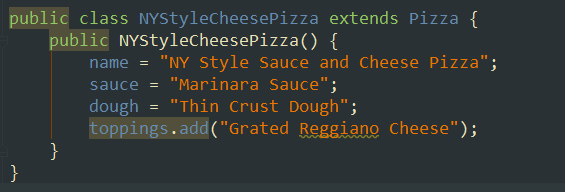 public class NYStyleCheesePizza extends Pizza {
    public NYStyleCheesePizza() {
        name = "NY Style Sauce and Cheese Pizza";
        sauce = "Marinara Sauce";
        dough = "Thin Crust Dough";
        toppings.add("Grated Reggiano Cheese");
    }
}